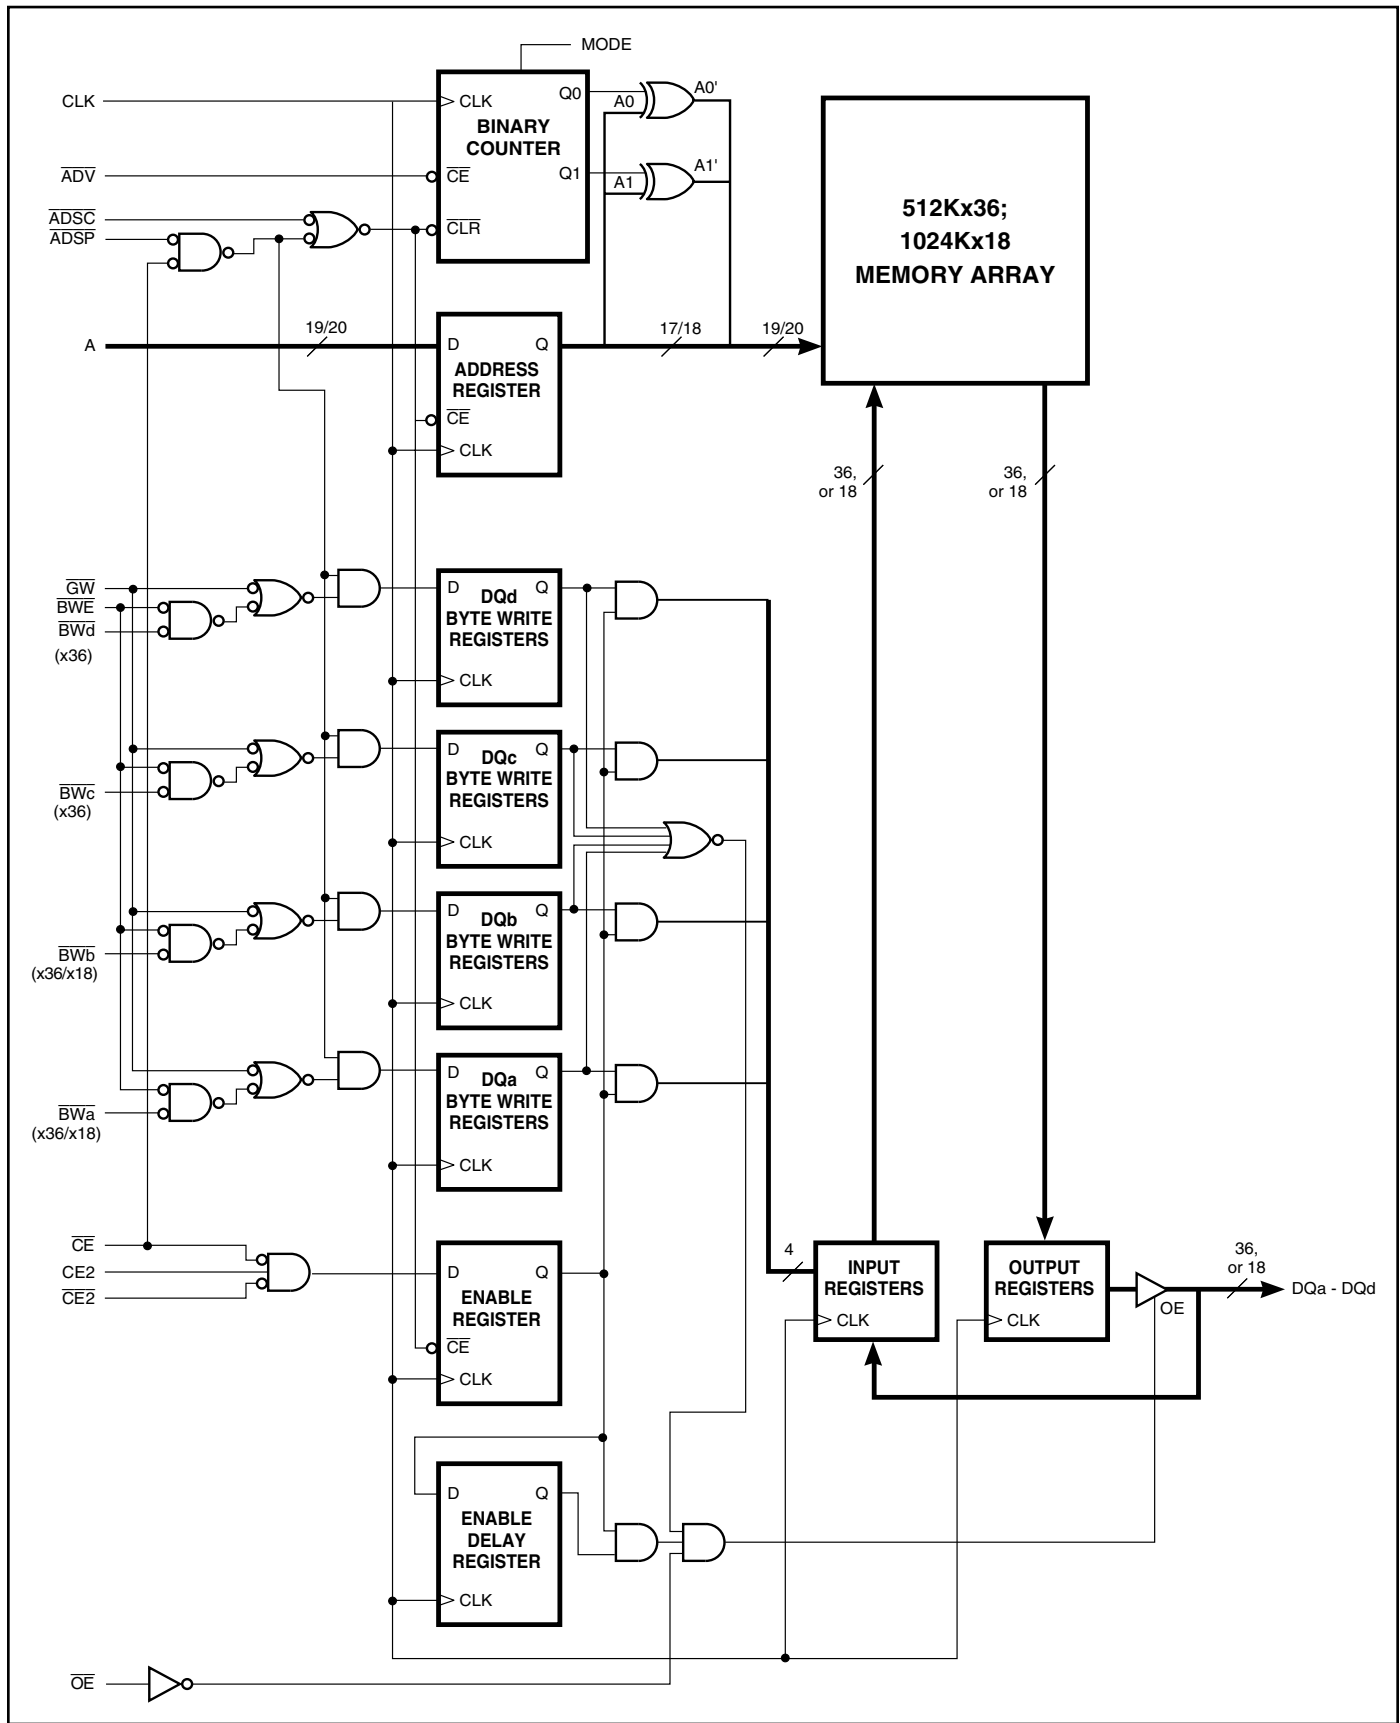 MODE
CLK
CLK
Q0
A0
A0'
BINARY
COUNTER
ADV
CE
Q1
A1
A1'
ADSC
ADSP
CLR
512Kx36;
1024Kx18
MEMORY ARRAY
A
19/20
D
Q
17/18
19/20
ADDRESS
REGISTER
CE
CLK
36,
or 18
36,
or 18
GW
BWE
BWd
(x36)
D
Q
DQd
BYTE WRITE
REGISTERS
CLK
BWc
(x36)
D
Q
DQc
BYTE WRITE
REGISTERS
CLK
BWb
(x36/x18)
D
Q
DQb
BYTE WRITE
REGISTERS
CLK
BWa
(x36/x18)
D
Q
DQa
BYTE WRITE
REGISTERS
CLK
CE
CE2
CE2
D
Q
ENABLE
REGISTER
CE
CLK
4
INPUT
REGISTERS
CLK
OUTPUT
REGISTERS
CLK
OE
36,
or 18
DQa - DQd
D
Q
ENABLE
DELAY
REGISTER
CLK
OE